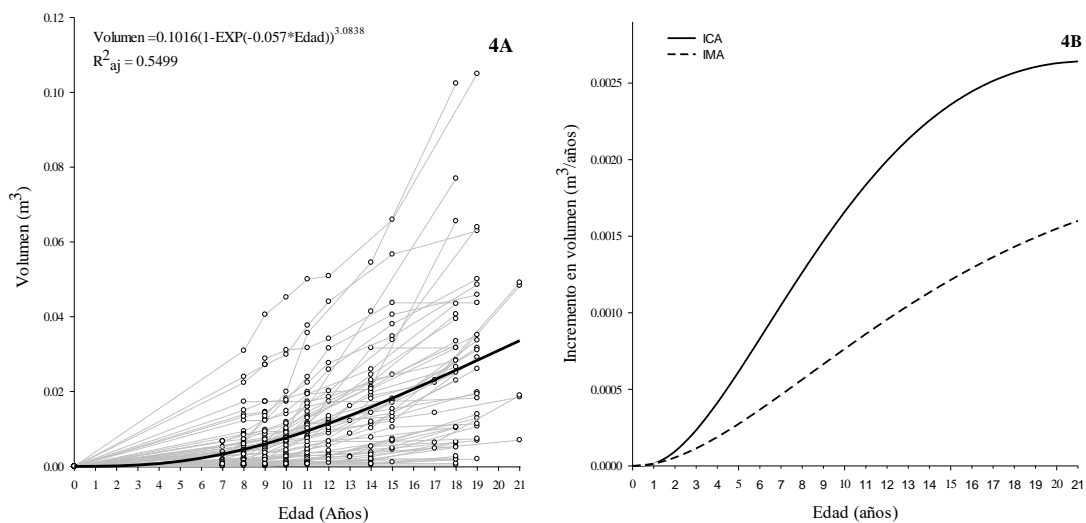 Volumen =0.1016(1-EXP(-0.057*Edad))^3.0838
R²aj = 0.5499
4A
0.12
0.10
0.08
0.06
0.04
0.02
0.00
Volumen (m³)
0 1 2 3 4 5 6 7 8 9 10 11 12 13 14 15 16 17 18 19 20 21
Edad (Años)
ICA
IMA
4B
0.0025
0.0020
0.0015
0.0010
0.0005
0.0000
Incremento en volumen (m³/años)
0 1 2 3 4 5 6 7 8 9 10 11 12 13 14 15 16 17 18 19 20 21
Edad (años)